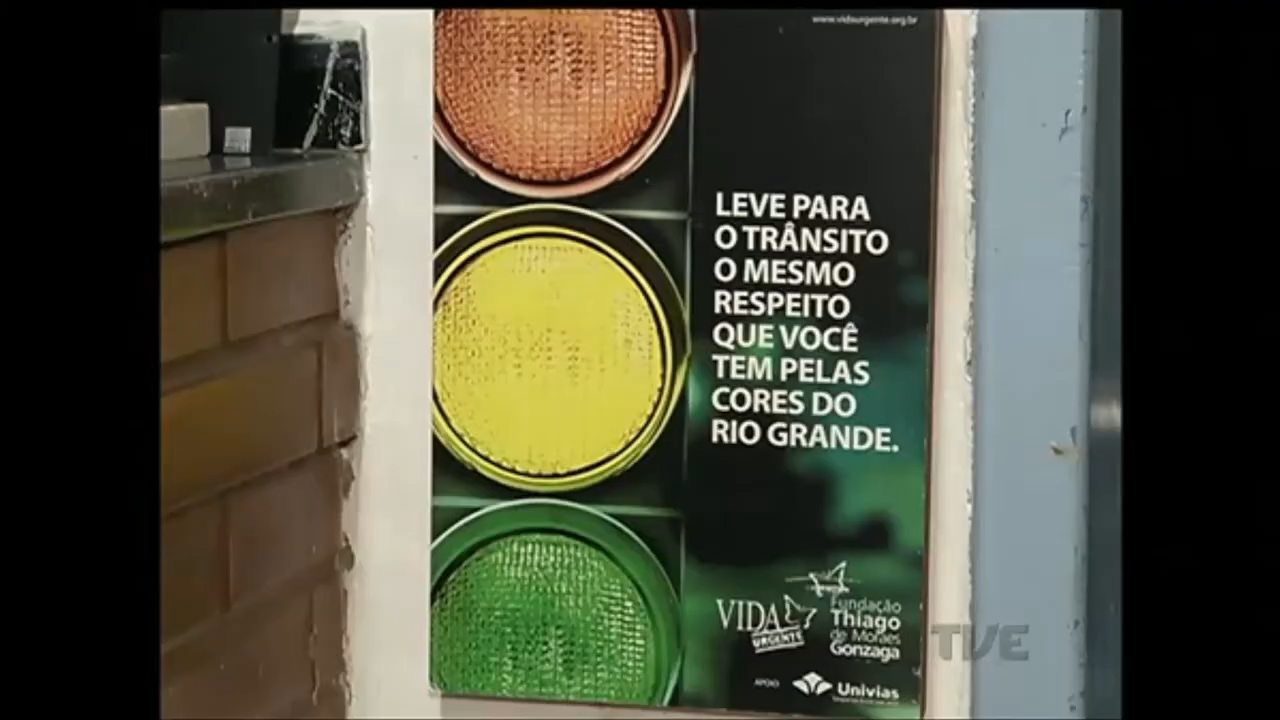 www.vidaurgente.org.br
LEVE PARA
O TRÂNSITO
O MESMO
RESPEITO
QUE VOCÊ
TEM PELAS
CORES DO
RIO GRANDE.
VIDA
URGENTE
Fundação
Thiago
de Moraes
Gonzaga
APOIO
Univias
TVE